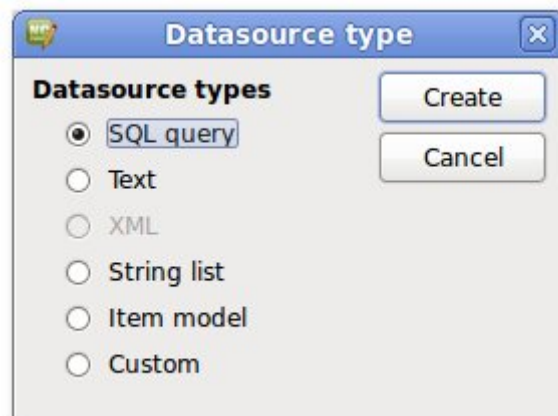 Datasource type
Datasource types
Create
SQL query
Cancel
Text
XML
String list
Item model
Custom